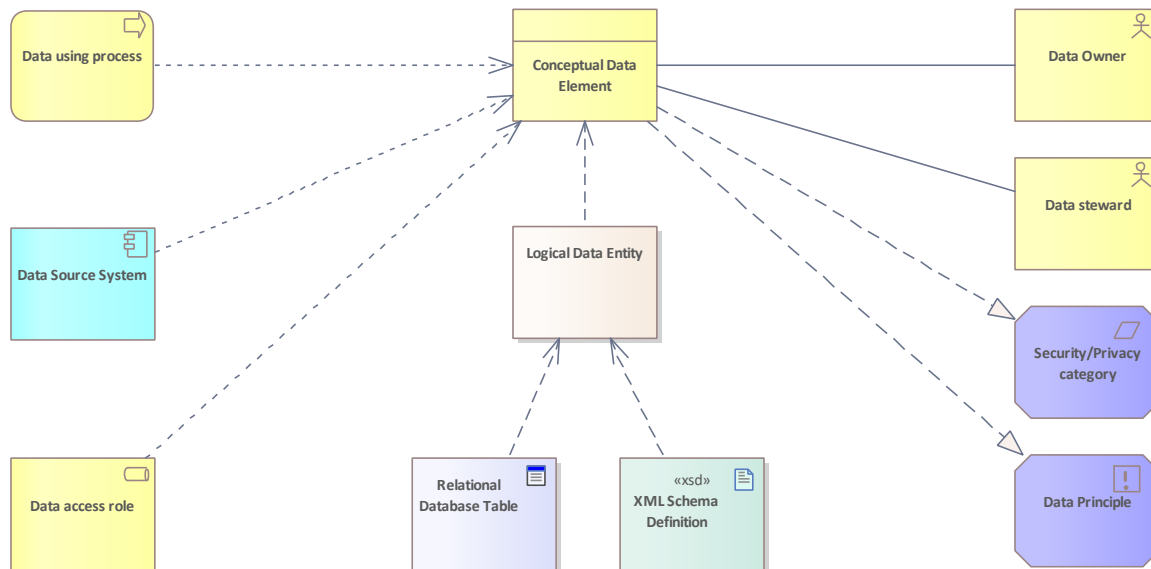 Data using process
Conceptual Data
Element
Data Owner
Data steward
Data Source System
Logical Data Entity
Security/Privacy
category
Data access role
Relational
Database Table
«xsd»
XML Schema
Definition
Data Principle